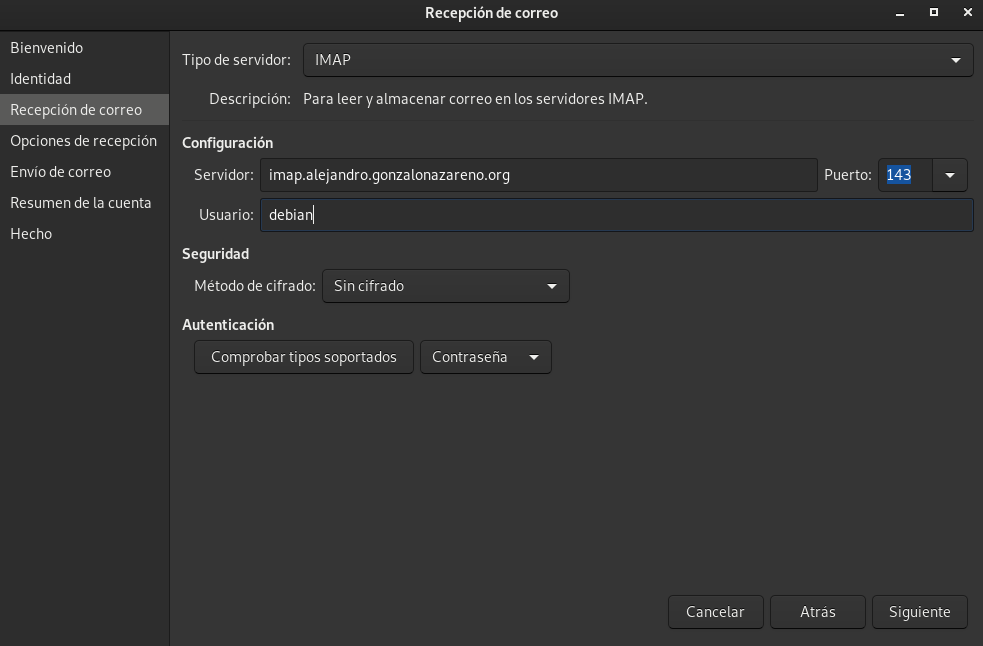 Recepción de correo
Bienvenido
Identidad
Recepción de correo
Opciones de recepción
Envío de correo
Resumen de la cuenta
Hecho
Tipo de servidor: IMAP
Descripción: Para leer y almacenar correo en los servidores IMAP.
Configuración
Servidor: imap.alejandro.gonzalonazareno.org Puerto: 143
Usuario: debian
Seguridad
Método de cifrado: Sin cifrado
Autenticación
Comprobar tipos soportados Contraseña
Cancelar Atrás Siguiente